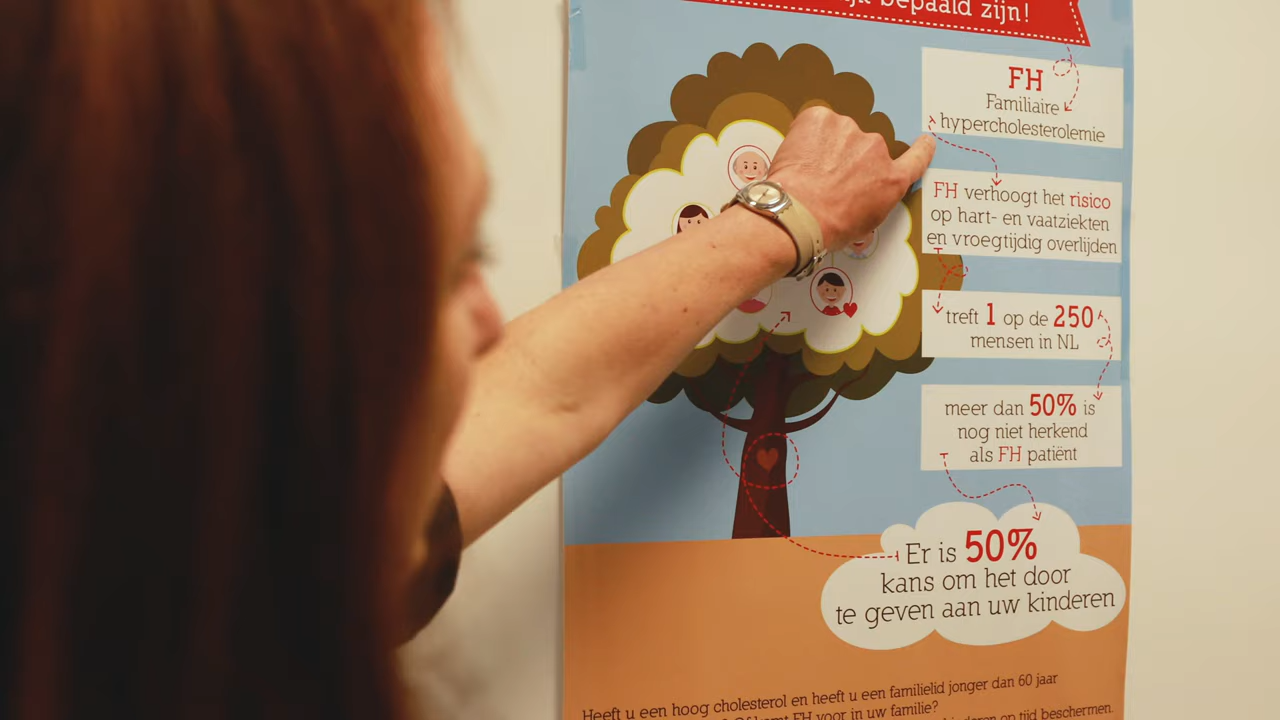 bepaald zijn!
FH
Familiaire
hypercholesterolemie
FH verhoogt het risico
op hart- en vaatziekten
en vroegtijdig overlijden
treft 1 op de 250
mensen in NL
meer dan 50% is
nog niet herkend
als FH patiënt
Er is 50%
kans om het door
te geven aan uw kinderen
Heeft u een hoog cholesterol en heeft u een familielid jonger dan 60 jaar
komt FH voor in uw familie?
kinderen op tijd beschermen.